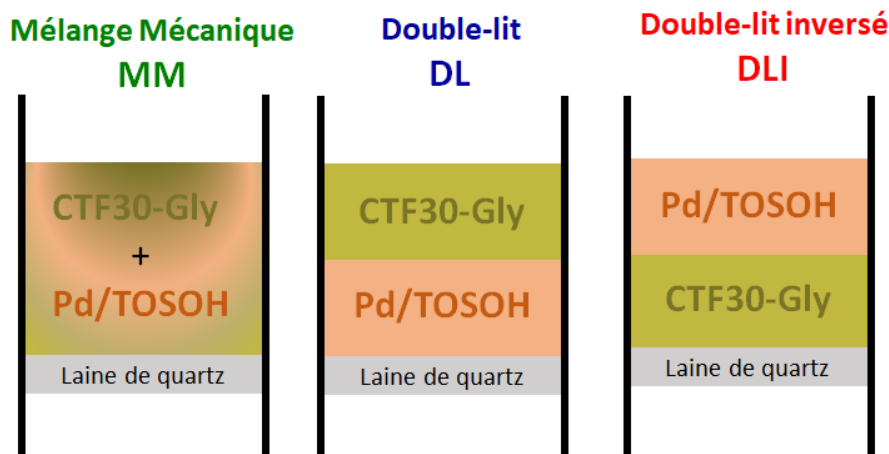 Mélange Mécanique
MM
CTF30-Gly
+
Pd/TOSOH
Laine de quartz
Double-lit
DL
CTF30-Gly
Pd/TOSOH
Laine de quartz
Double-lit inversé
DLI
Pd/TOSOH
CTF30-Gly
Laine de quartz